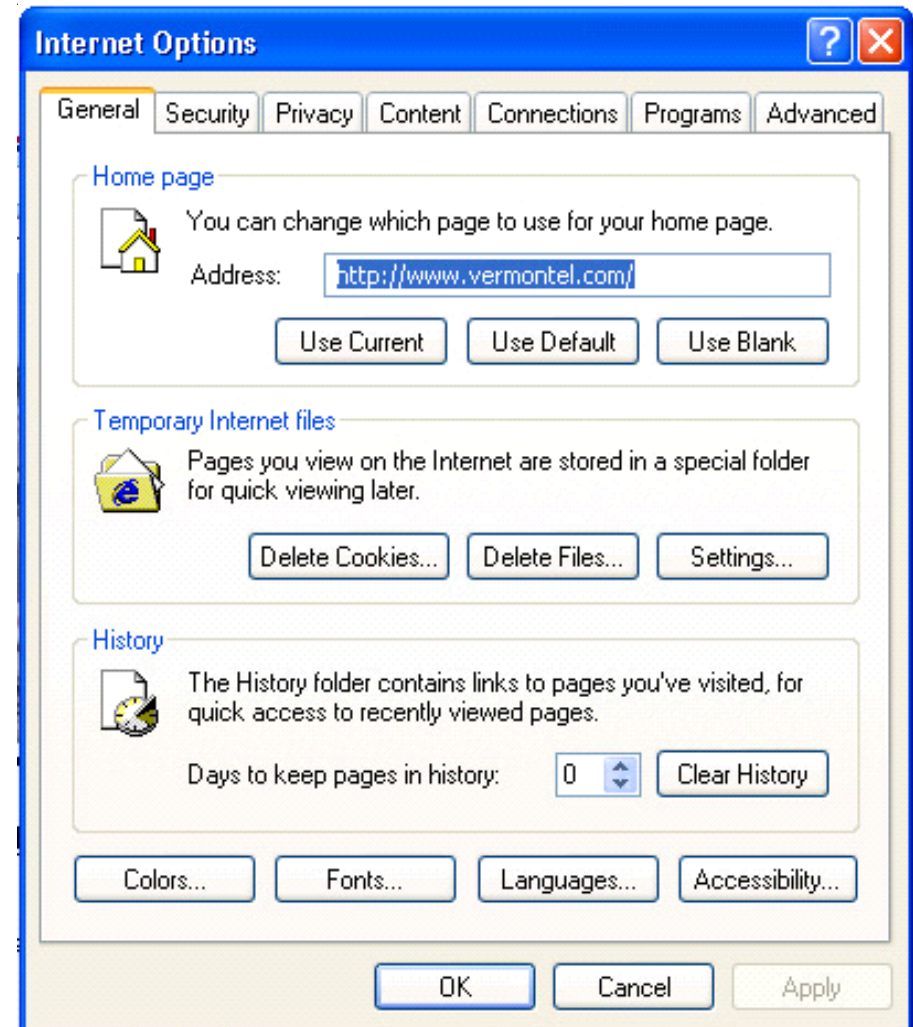 Internet Options
General Security Privacy Content Connections Programs Advanced
Home page
You can change which page to use for your home page.
Address: http://www.vermontel.com/
Use Current Use Default Use Blank
Temporary Internet files
Pages you view on the Internet are stored in a special folder
for quick viewing later.
Delete Cookies... Delete Files... Settings...
History
The History folder contains links to pages you've visited, for
quick access to recently viewed pages.
Days to keep pages in history: 0 Clear History
Colors... Fonts... Languages... Accessibility...
OK Cancel Apply